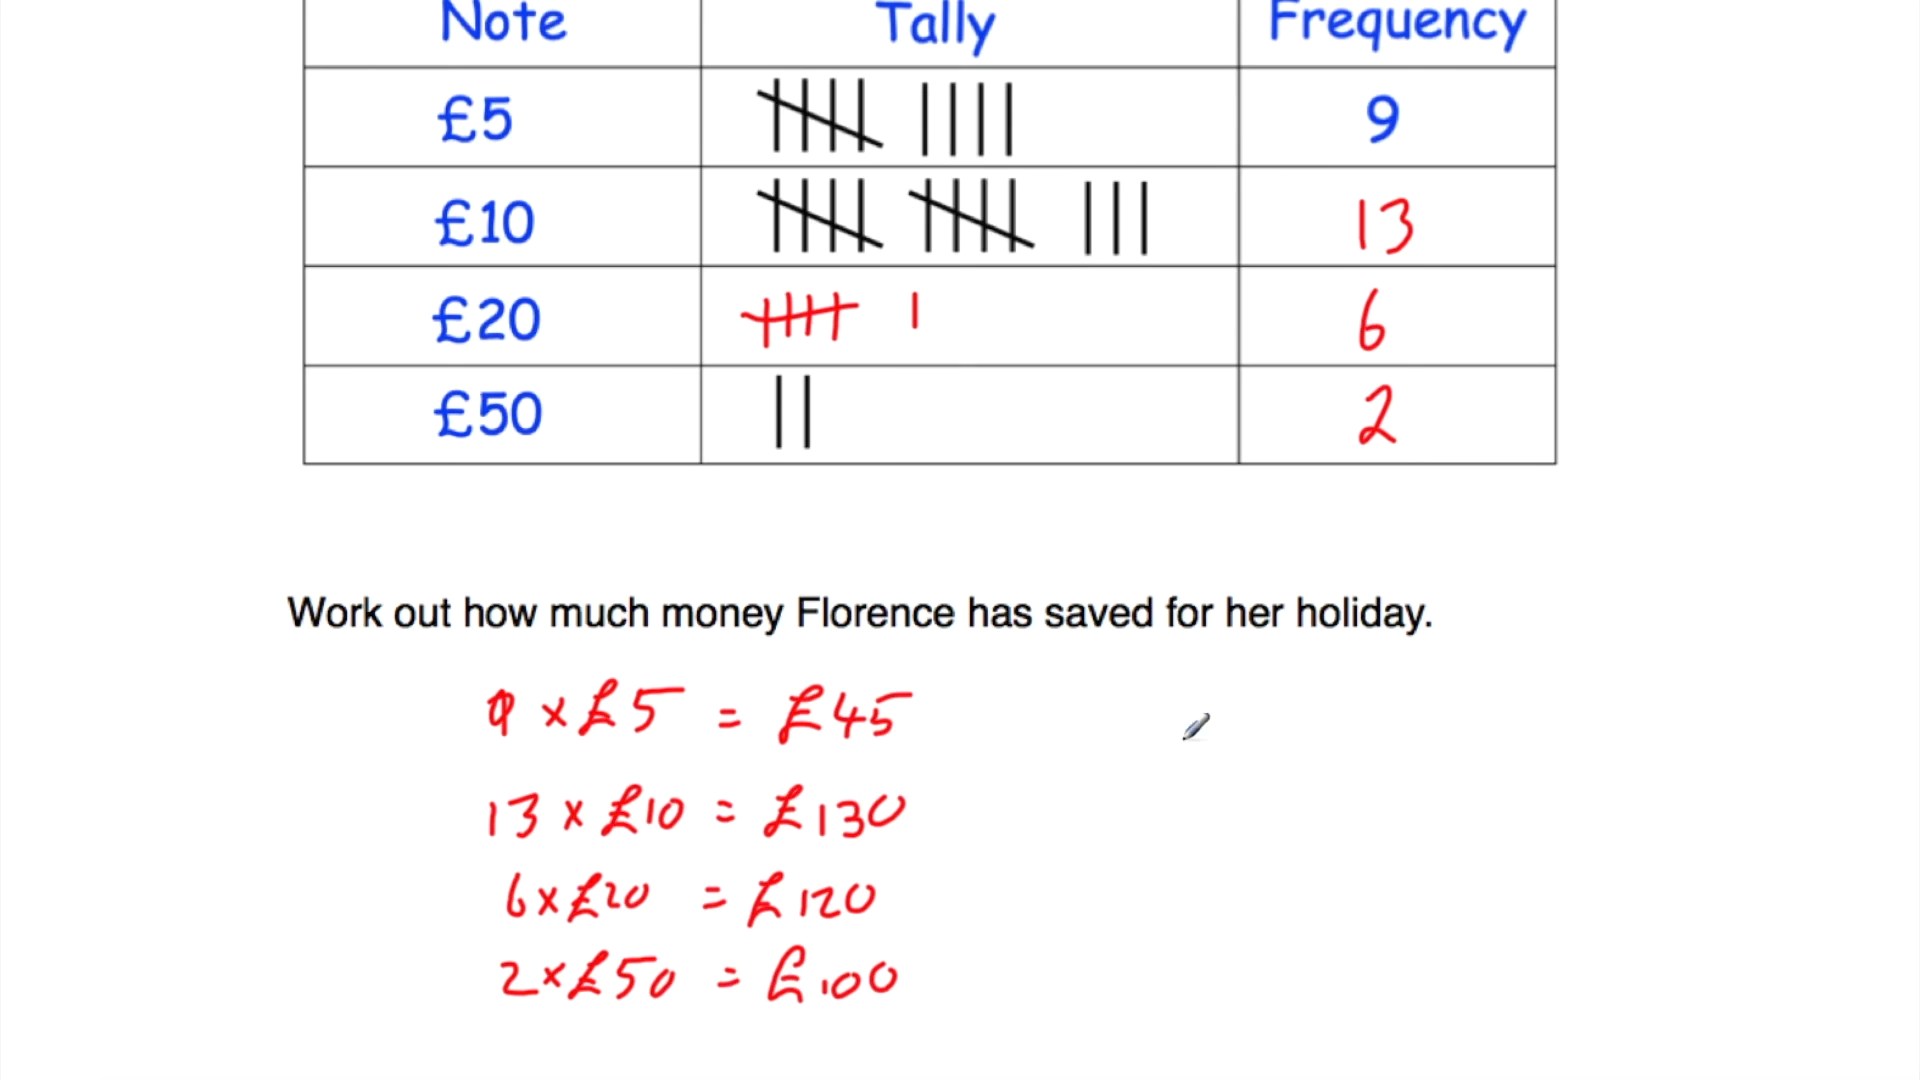 Note Tally Frequency
£5 9
£10 13
£20 6
£50 2
Work out how much money Florence has saved for her holiday.
9 x £5 = £45
13 x £10 = £130
6 x £20 = £120
2 x £50 = £100